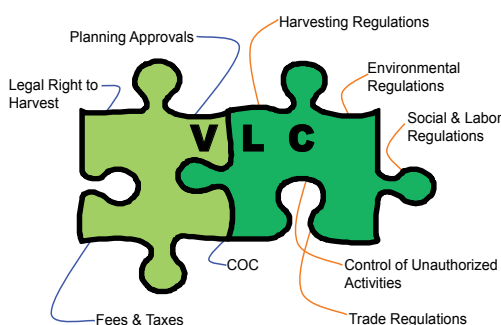 Harvesting Regulations
Planning Approvals
Legal Right to
Harvest
Environmental
Regulations
Social & Labor
Regulations
V L C
COC
Control of Unauthorized
Activities
Fees & Taxes
Trade Regulations